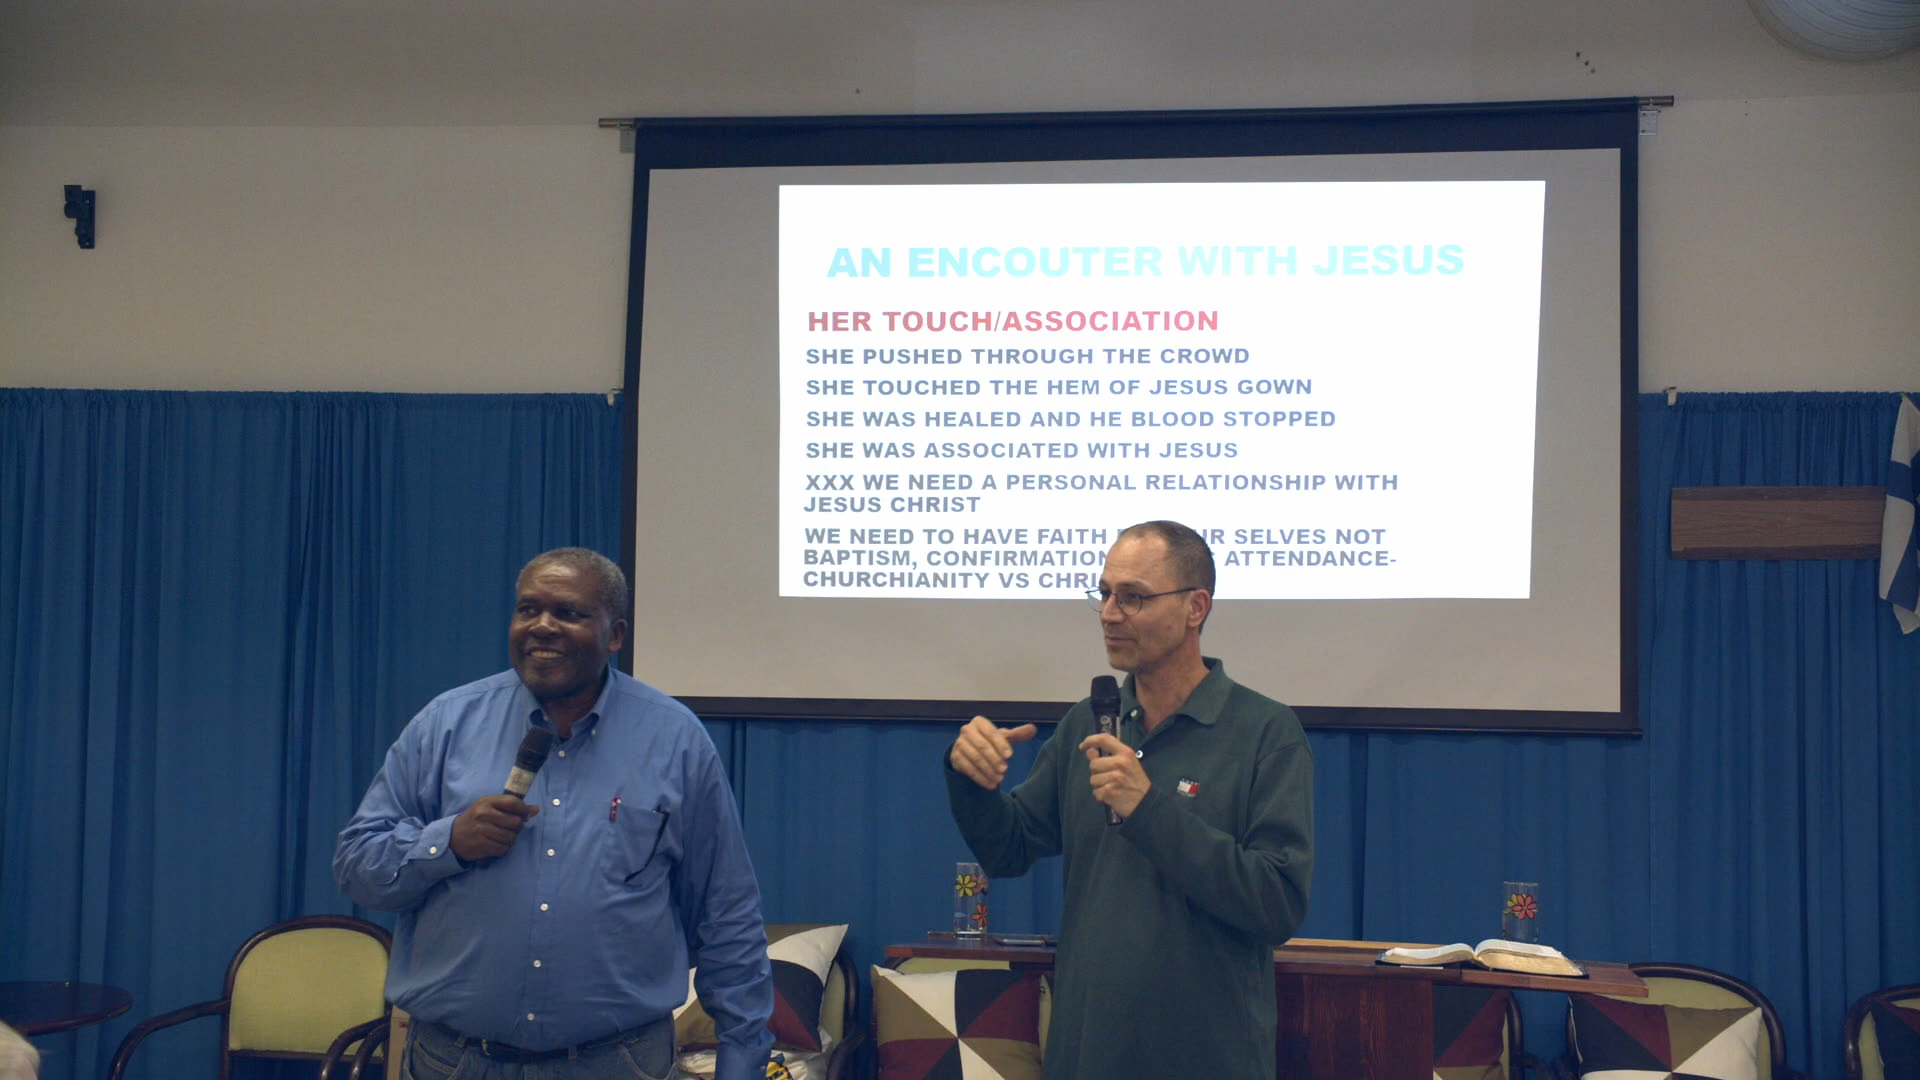 AN ENCOUTER WITH JESUS
HER TOUCH/ASSOCIATION
SHE PUSHED THROUGH THE CROWD
SHE TOUCHED THE HEM OF JESUS GOWN
SHE WAS HEALED AND HE BLOOD STOPPED
SHE WAS ASSOCIATED WITH JESUS
XXX WE NEED A PERSONAL RELATIONSHIP WITH
JESUS CHRIST
WE NEED TO HAVE FAITH SELVES NOT
BAPTISM, CONFIRMATION ATTENDANCE-
CHURCHIANITY VS